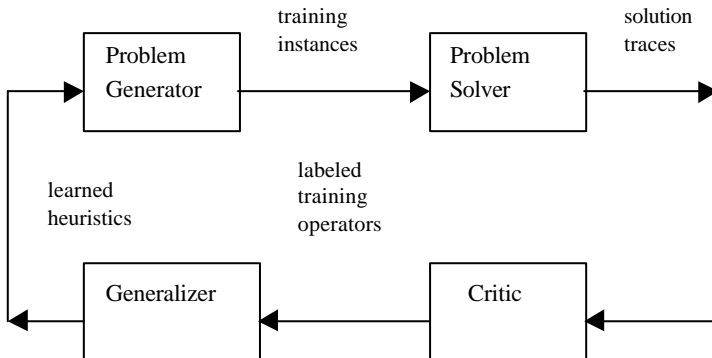 training
instances
solution
traces
Problem
Generator
Problem
Solver
learned
heuristics
labeled
training
operators
Generalizer
Critic